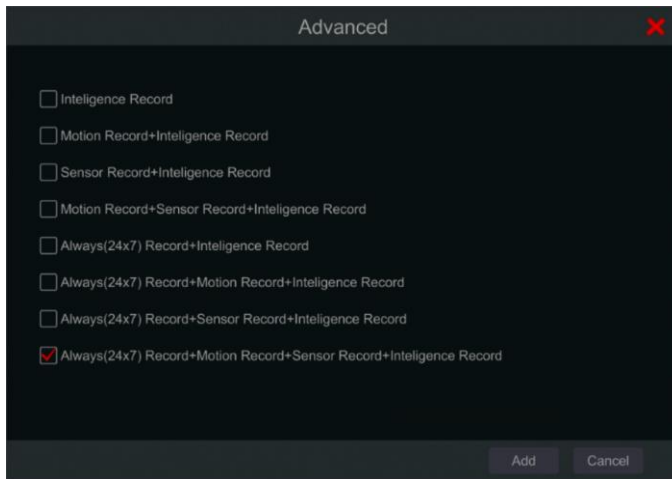 Advanced
Inteligence Record
Motion Record+Inteligence Record
Sensor Record+Inteligence Record
Motion Record+Sensor Record+Inteligence Record
Always(24x7) Record+Inteligence Record
Always(24x7) Record+Motion Record+Inteligence Record
Always(24x7) Record+Sensor Record+Inteligence Record
Always(24x7) Record+Motion Record+Sensor Record+Inteligence Record
Add Cancel